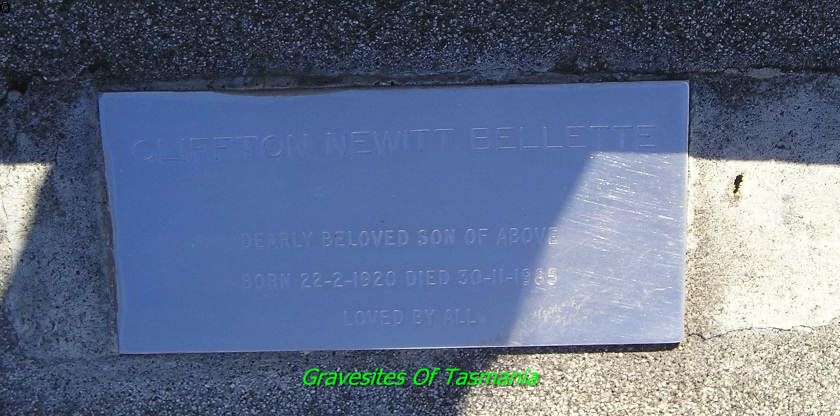 CLIFFTON NEWITT BELLETTE
DEARLY BELOVED SON OF ABOVE
BORN 22-2-1920 DIED 30-11-1985
LOVED BY ALL.
Gravesites Of Tasmania